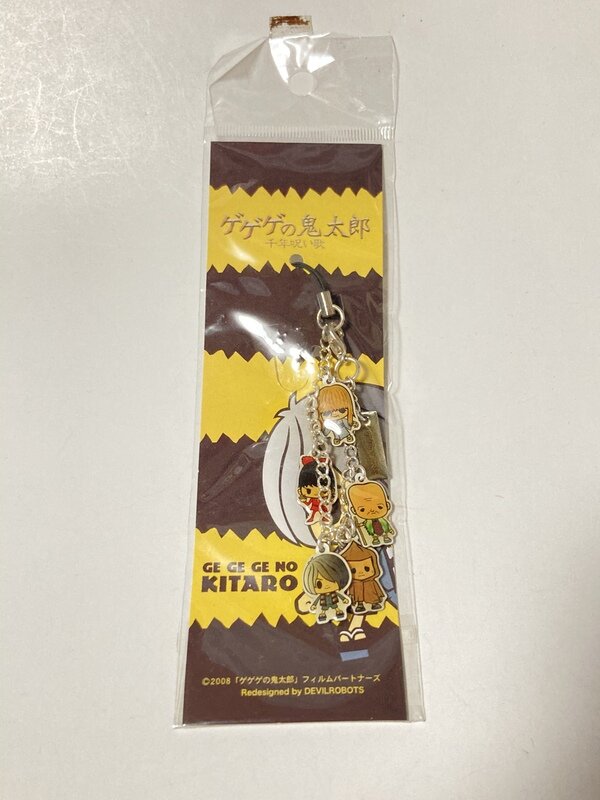 ゲゲゲの鬼太郎
千年呪い歌
GE GE GE NO
KITARO
©2008「ゲゲゲの鬼太郎」フィルムパートナーズ
Redesigned by DEVILROBOTS